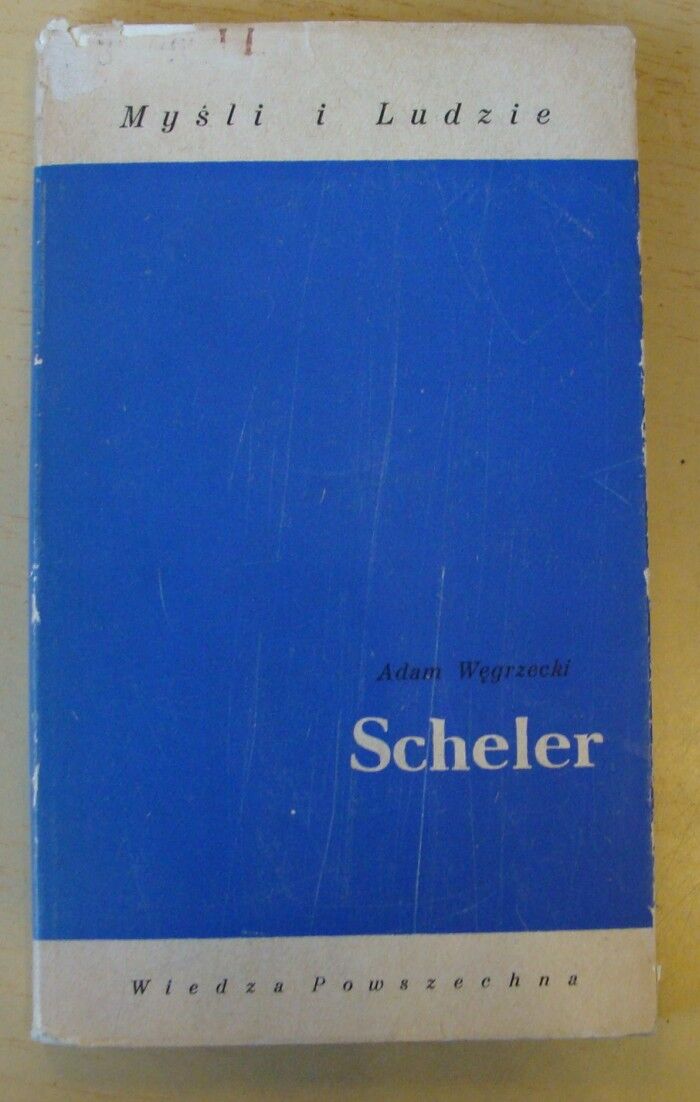 Myśli i Ludzie
Adam Węgrzecki
Scheler
Wiedza Powszechna